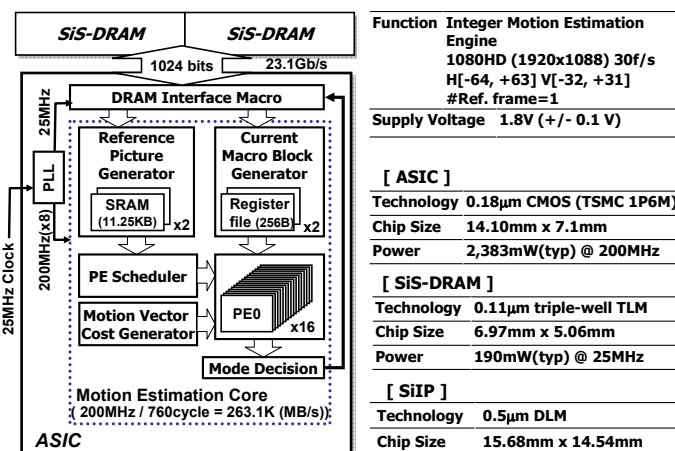 SiS-DRAM
SiS-DRAM
1024 bits
23.1Gb/s
DRAM Interface Macro
25MHz
PLL
200MHz(x8)
25MHz Clock
Reference
Picture
Generator
SRAM
(11.25KB)
x2
Current
Macro Block
Generator
Register
file (256B)
x2
PE Scheduler
Motion Vector
Cost Generator
PE0
x16
Mode Decision
Motion Estimation Core
( 200MHz / 760cycle = 263.1K (MB/s))
ASIC
Function Integer Motion Estimation
Engine
1080HD (1920x1088) 30f/s
H[-64, +63] V[-32, +31]
#Ref. frame=1
Supply Voltage 1.8V (+/- 0.1 V)
[ ASIC ]
Technology 0.18μm CMOS (TSMC 1P6M)
Chip Size 14.10mm x 7.1mm
Power 2,383mW(typ) @ 200MHz
[ SiS-DRAM ]
Technology 0.11μm triple-well TLM
Chip Size 6.97mm x 5.06mm
Power 190mW(typ) @ 25MHz
[ SiIP ]
Technology 0.5μm DLM
Chip Size 15.68mm x 14.54mm